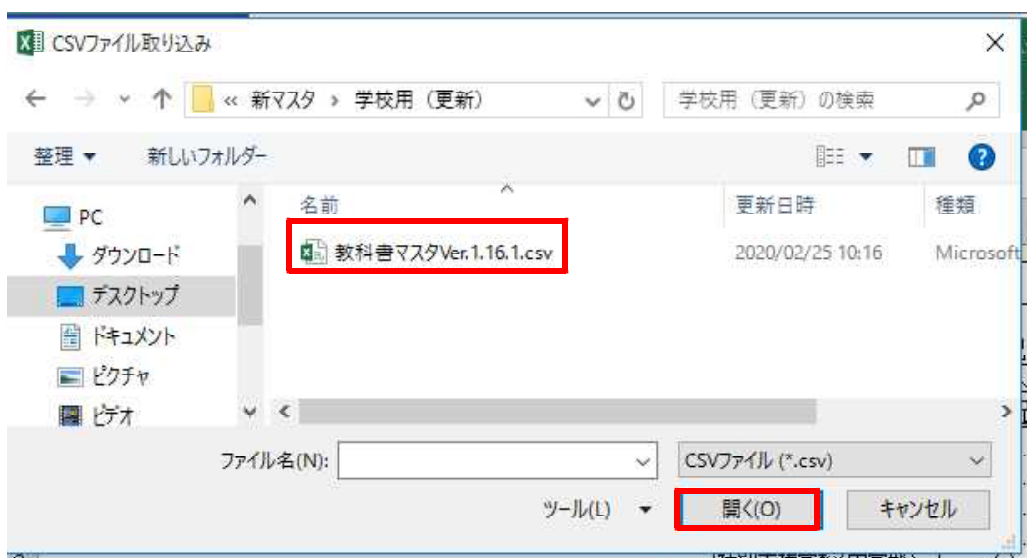 CSVファイル取り込み
« 新マスタ › 学校用（更新）
学校用（更新）の検索
整理 新しいフォルダー
名前 更新日時 種類
PC
教科書マスタVer.1.16.1.csv 2020/02/25 10:16 Microsoft
ダウンロード
デスクトップ
ドキュメント
ピクチャ
ビデオ
ファイル名(N): CSVファイル (*.csv)
ツール(L) 開く(O) キャンセル